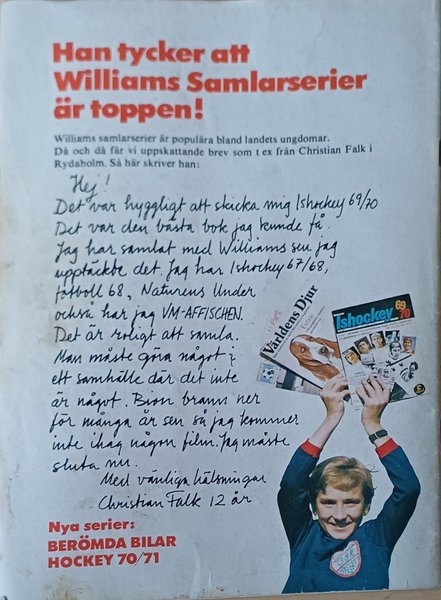 Han tycker att
Williams Samlarserier
är toppen!
Williams samlarserier är populära bland landets ungdomar.
Då och då får vi uppskattande brev som t ex från Christian Falk i
Rydaholm. Så här skriver han:
Hej!
Det var hyggligt att skicka mig Ishockey 69/70
Det var den bästa bok jag kunde få.
Jag har samlat med Williams sen jag
upptäckte det. Jag har Ishockey 67/68,
fotboll 68, Naturens Under
också har jag VM-AFFISCHEN.
Det är roligt att samla.
Man måste göra något i
ett samhälle där det inte
är något. Bion brann ner
för många år sen så jag kommer
inte ihåg någon film. Jag måste
sluta nu.
Med vänliga hälsningar
Christian Falk 12 år
Världens Djur
Ishockey 69
70
Nya serier:
BERÖMDA BILAR
HOCKEY 70/71